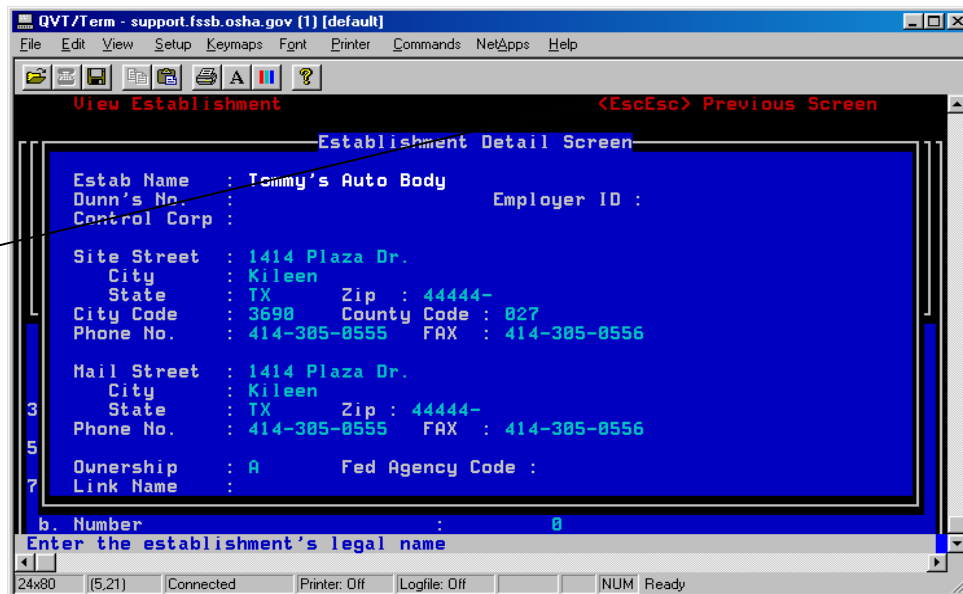 QVT/Term - support.fssb.osha.gov (1) [default]
File Edit View Setup Keymaps Font Printer Commands NetApps Help
A ?
View Establishment <EscEsc> Previous Screen
Establishment Detail Screen
Estab Name : Tommy's Auto Body
Dunn's No. : Employer ID :
Control Corp :
Site Street : 1414 Plaza Dr.
City : Kileen
State : TX Zip : 44444-
City Code : 3690 County Code : 027
Phone No. : 414-305-0555 FAX : 414-305-0556
Mail Street : 1414 Plaza Dr.
City : Kileen
3 State : TX Zip : 44444-
Phone No. : 414-305-0555 FAX : 414-305-0556
5
Ownership : A Fed Agency Code :
7 Link Name :
b. Number : 0
Enter the establishment's legal name
24x80 (5,21) Connected Printer: Off Logfile: Off NUM Ready